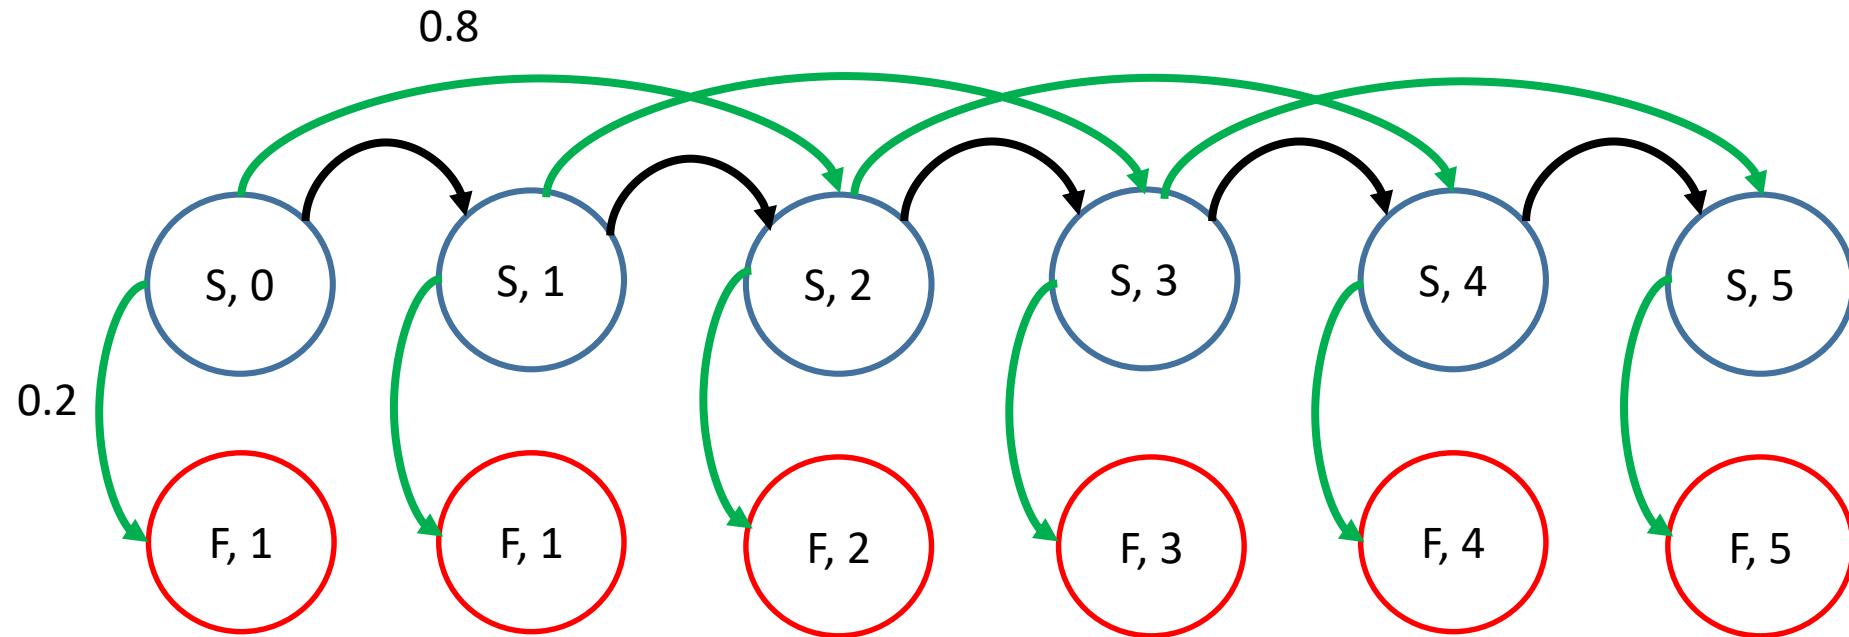 0.8
S, 0
S, 1
S, 2
S, 3
S, 4
S, 5
0.2
F, 1
F, 1
F, 2
F, 3
F, 4
F, 5